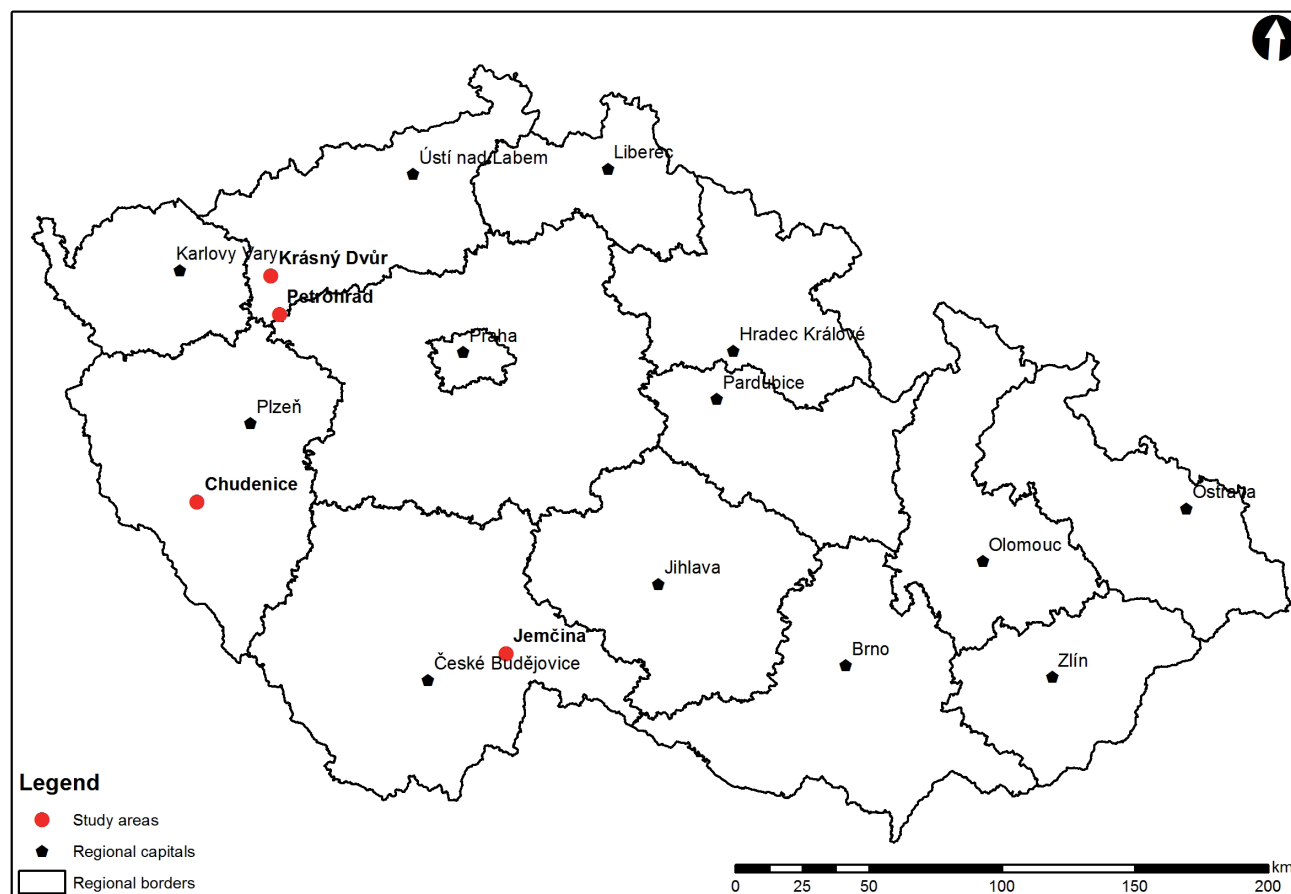 Ústí nad Labem
Liberec
Karlovy Vary
Krásný Dvůr
Petrohrad
Praha
Hradec Králové
Pardubice
Plzeň
Chudenice
Ostrava
Olomouc
Jihlava
Jemčina
České Budějovice
Brno
Zlín
Legend
Study areas
Regional capitals
Regional borders
km
0 25 50 100 150 200